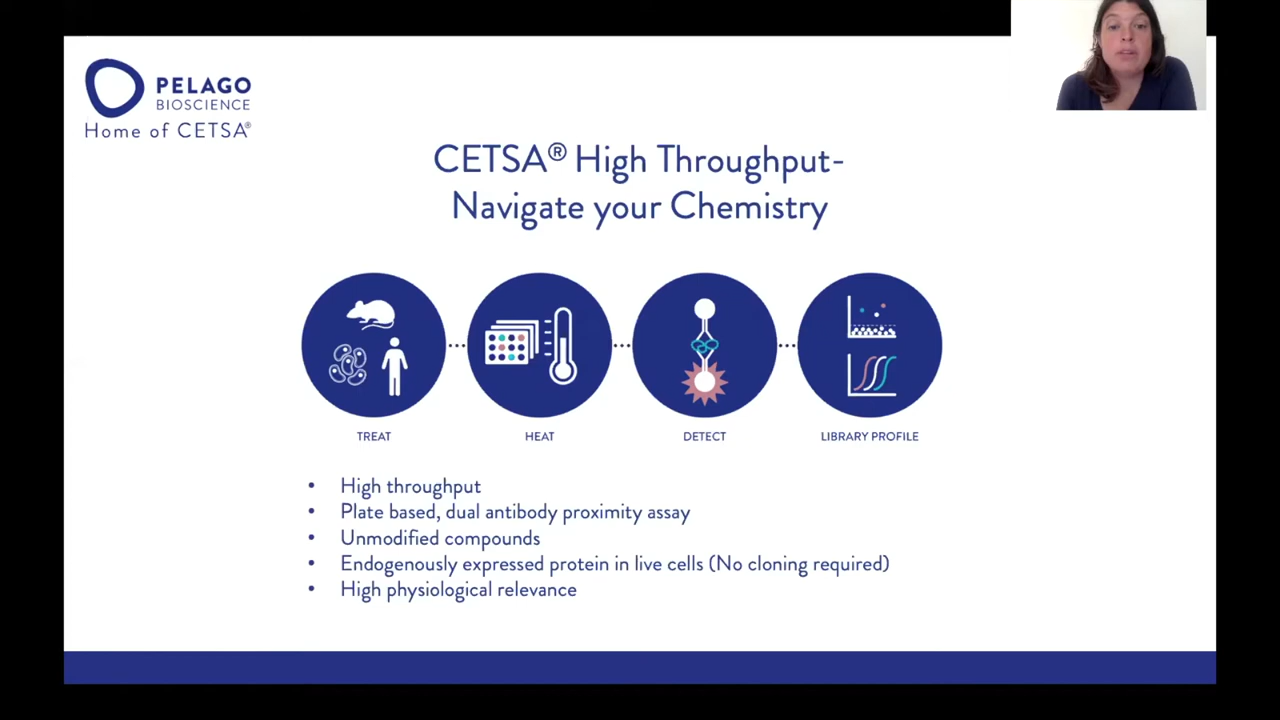 PELAGO
BIOSCIENCE
Home of CETSA®
CETSA® High Throughput-
Navigate your Chemistry
TREAT
HEAT
DETECT
LIBRARY PROFILE
• High throughput
• Plate based, dual antibody proximity assay
• Unmodified compounds
• Endogenously expressed protein in live cells (No cloning required)
• High physiological relevance